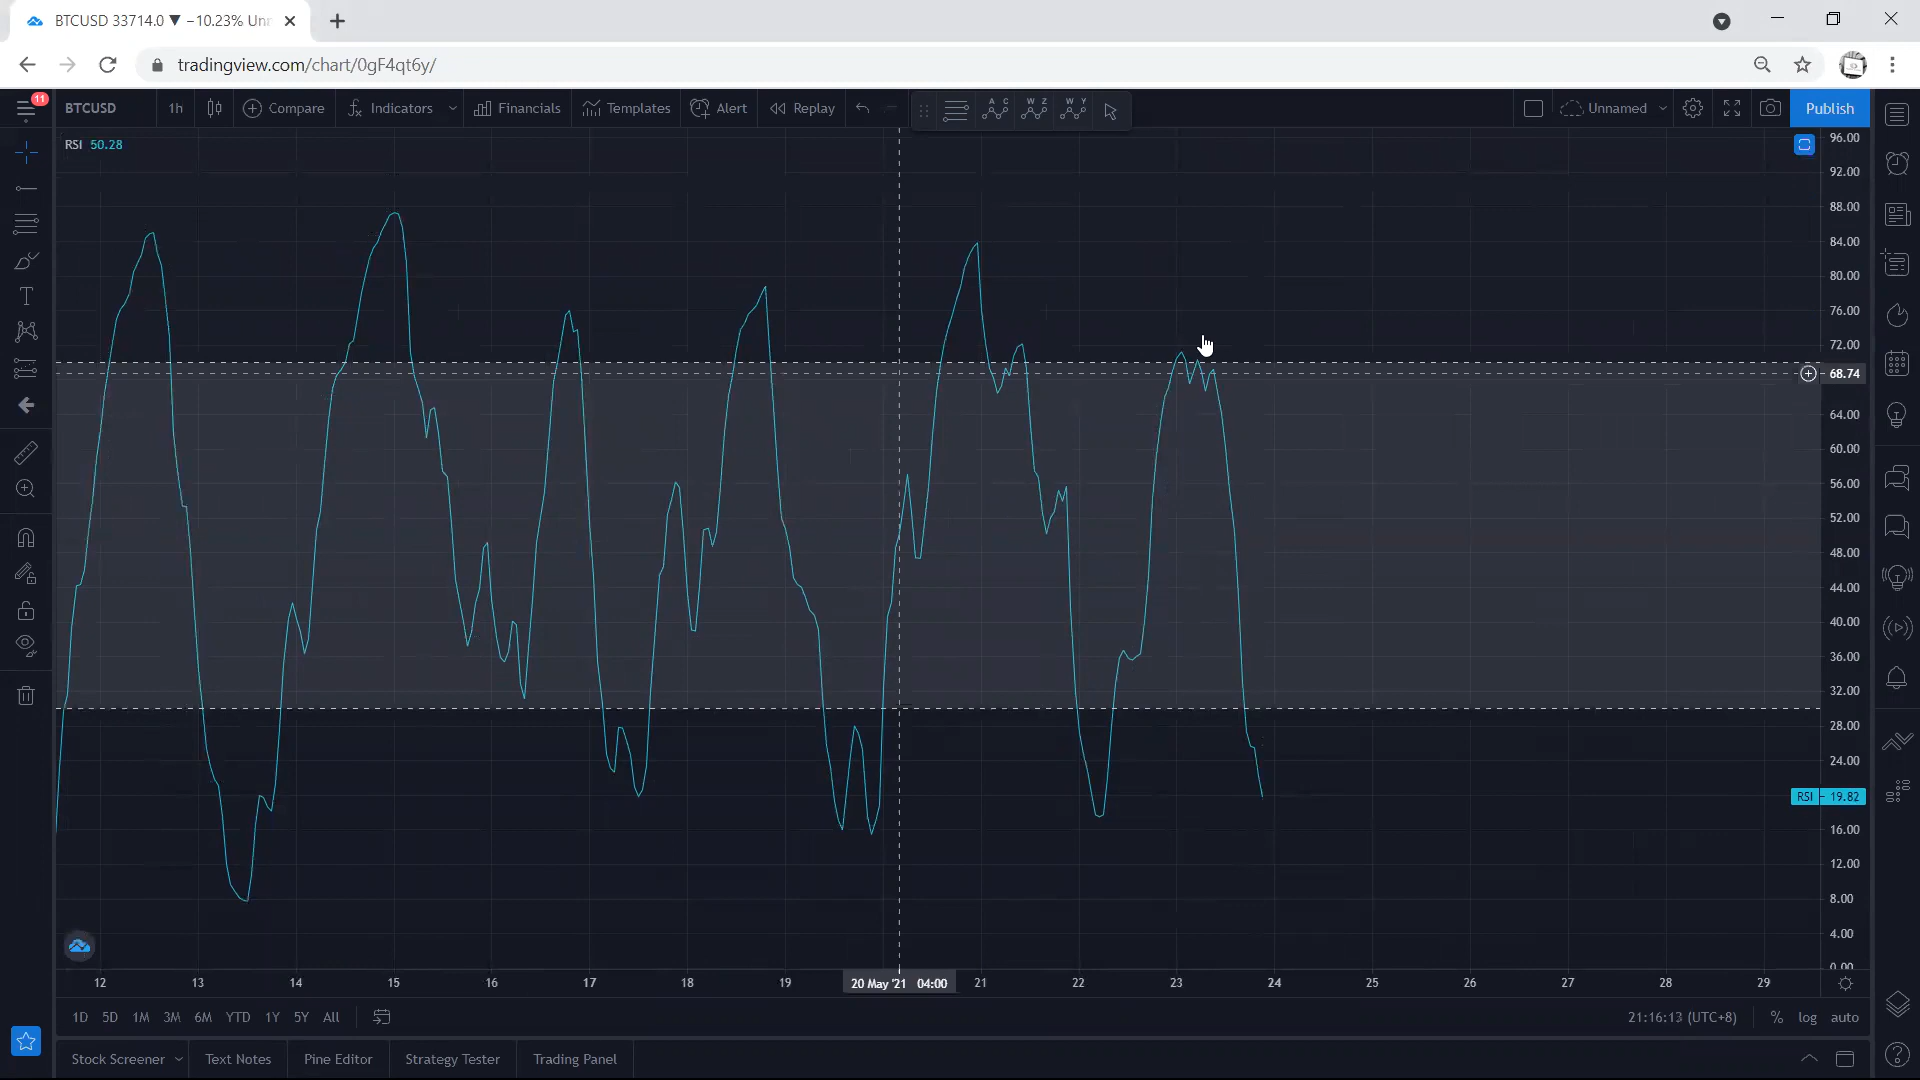 BTCUSD 33714.0 ▼ −10.23% Unn
tradingview.com/chart/0gF4qt6y/
11
BTCUSD 1h Compare Indicators Financials Templates Alert Replay
A C W Z W Y
Unnamed Publish
RSI 50.28
96.00
92.00
88.00
84.00
80.00
76.00
72.00
68.74
64.00
60.00
56.00
52.00
48.00
44.00
40.00
36.00
32.00
28.00
24.00
RSI 19.82
16.00
12.00
8.00
4.00
0.00
12 13 14 15 16 17 18 19 20 May '21 04:00 21 22 23 24 25 26 27 28 29
1D 5D 1M 3M 6M YTD 1Y 5Y All 21:16:13 (UTC+8) % log auto
Stock Screener Text Notes Pine Editor Strategy Tester Trading Panel